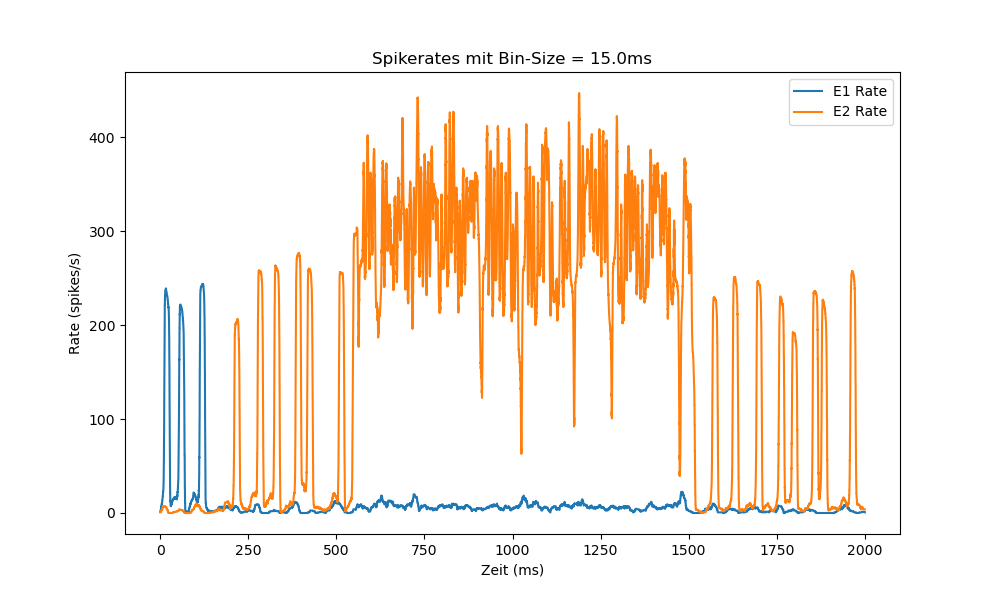 Spikerates mit Bin-Size = 15.0ms
E1 Rate
E2 Rate
400
300
200
100
0
Rate (spikes/s)
0 250 500 750 1000 1250 1500 1750 2000
Zeit (ms)